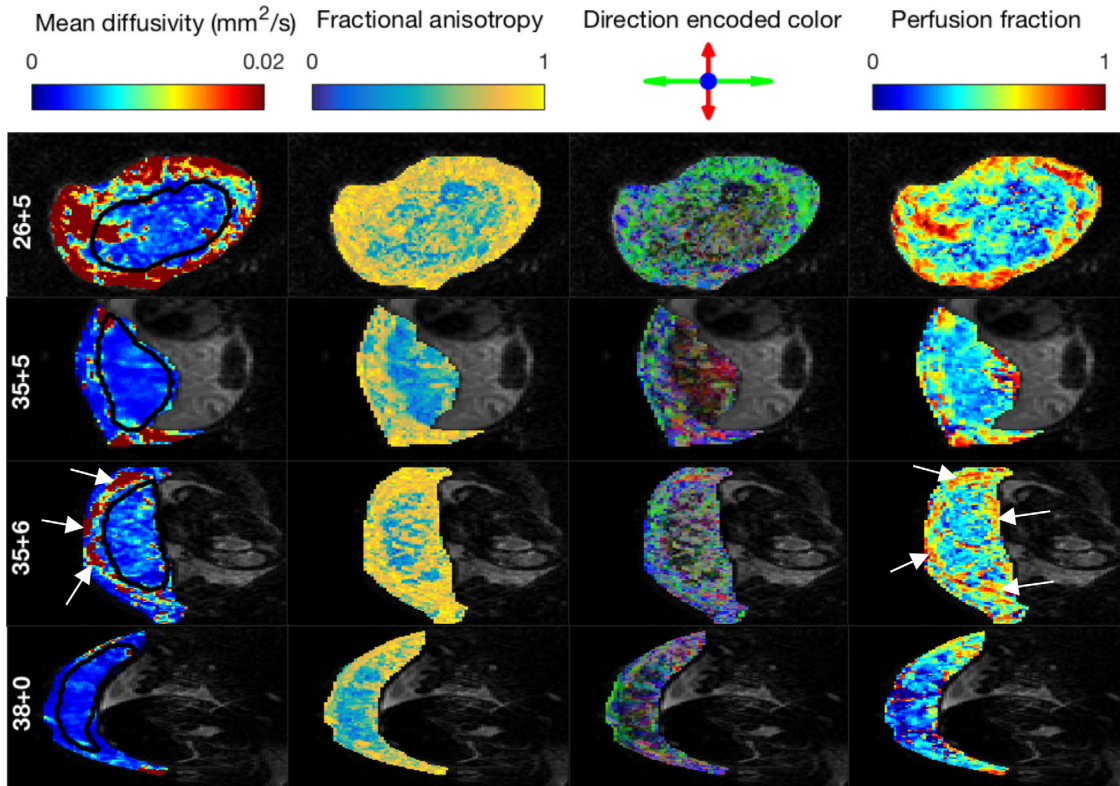 Mean diffusivity (mm²/s) Fractional anisotropy Direction encoded color Perfusion fraction
0 0.02 0 1 0 1
26+5
35+5
35+6
38+0